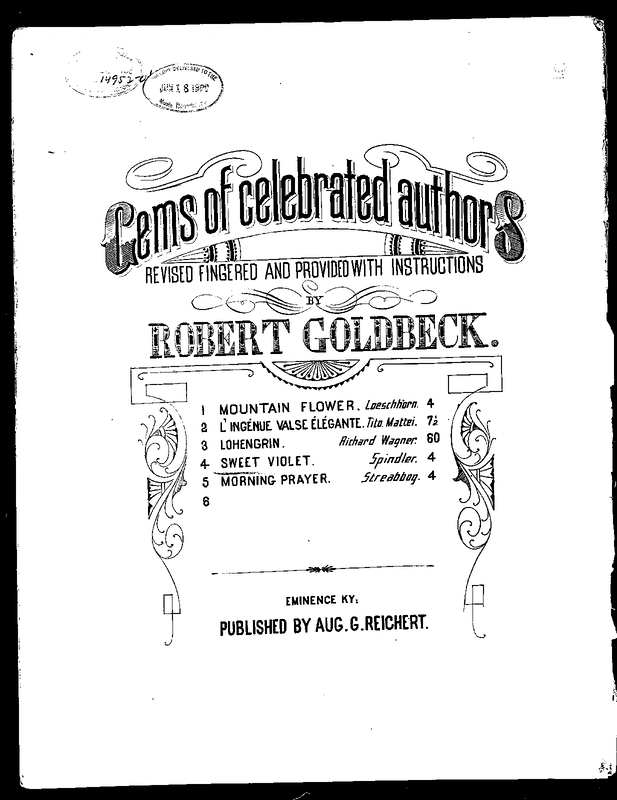 14952
JUN 18
Gems of celebrated authors
REVISED FINGERED AND PROVIDED WITH INSTRUCTIONS
BY
ROBERT GOLDBECK.
1 MOUNTAIN FLOWER. Loeschhorn. 4
2 L'INGÉNUE VALSE ÉLÉGANTE. Tito. Mattei. 7½
3 LOHENGRIN. Richard Wagner. 60
4 SWEET VIOLET. Spindler. 4
5 MORNING PRAYER. Streabbog. 4
6
EMINENCE KY;
PUBLISHED BY AUG. G. REICHERT.